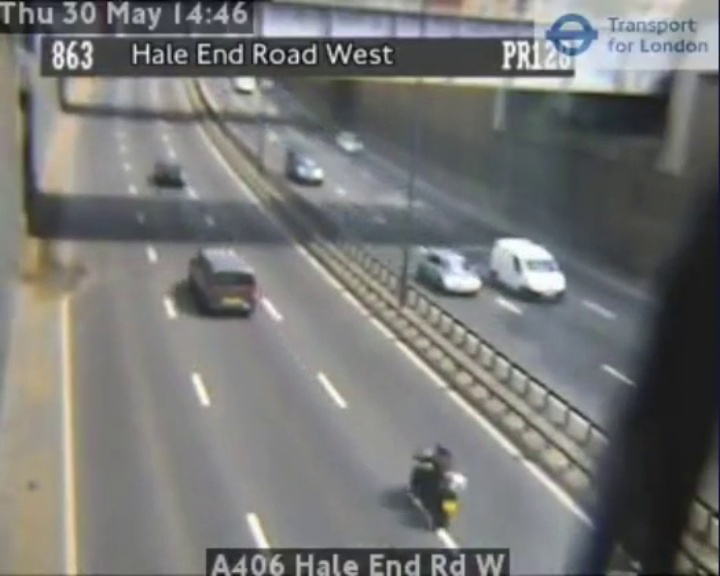 Thu 30 May 14:46
Transport
for London
863 Hale End Road West
A406 Hale End Rd W